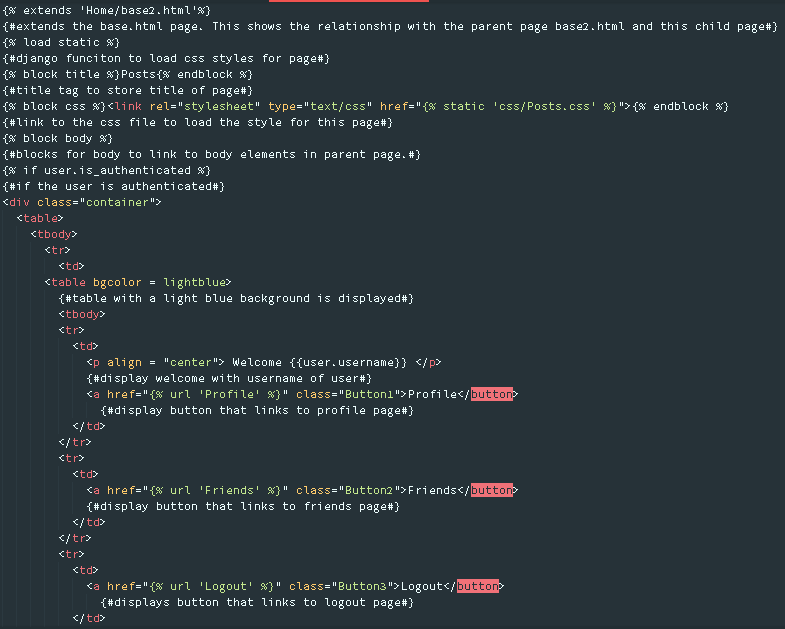 {% extends 'Home/base2.html'%}
{#extends the base.html page. This shows the relationship with the parent page base2.html and this child page#}
{% load static %}
{#django funciton to load css styles for page#}
{% block title %}Posts{% endblock %}
{#title tag to store title of page#}
{% block css %}<link rel="stylesheet" type="text/css" href="{% static 'css/Posts.css' %}">{% endblock %}
{#link to the css file to load the style for this page#}
{% block body %}
{#blocks for body to link to body elements in parent page.#}
{% if user.is_authenticated %}
{#if the user is authenticated#}
<div class="container">
  <table>
    <tbody>
      <tr>
        <td>
      <table bgcolor = lightblue>
        {#table with a light blue background is displayed#}
        <tbody>
        <tr>
          <td>
            <p align = "center"> Welcome {{user.username}} </p>
            {#display welcome with username of user#}
            <a href="{% url 'Profile' %}" class="Button1">Profile</button>
              {#display button that links to profile page#}
          </td>
        </tr>
        <tr>
          <td>
            <a href="{% url 'Friends' %}" class="Button2">Friends</button>
            {#display button that links to friends page#}
          </td>
        </tr>
        <tr>
          <td>
            <a href="{% url 'Logout' %}" class="Button3">Logout</button>
              {#displays button that links to logout page#}
          </td>